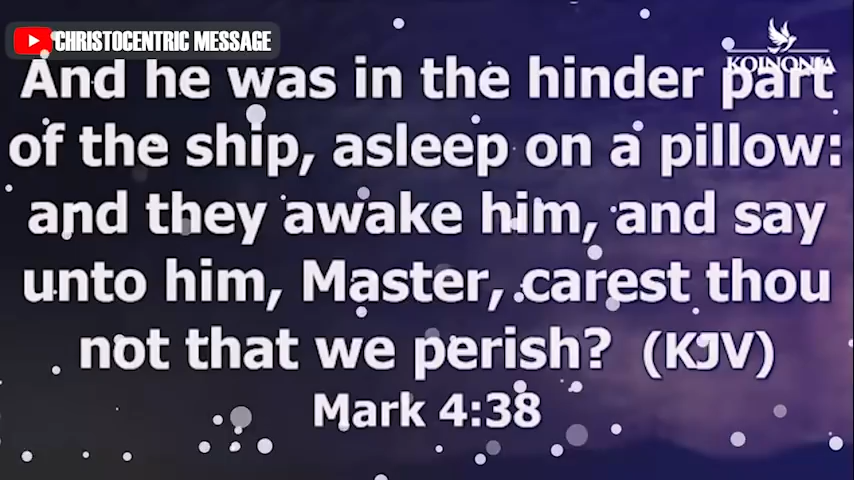 CHRISTOCENTRIC MESSAGE
KOINONIA
And he was in the hinder part
of the ship, asleep on a pillow:
and they awake him, and say
unto him, Master, carest thou
not that we perish? (KJV)
Mark 4:38